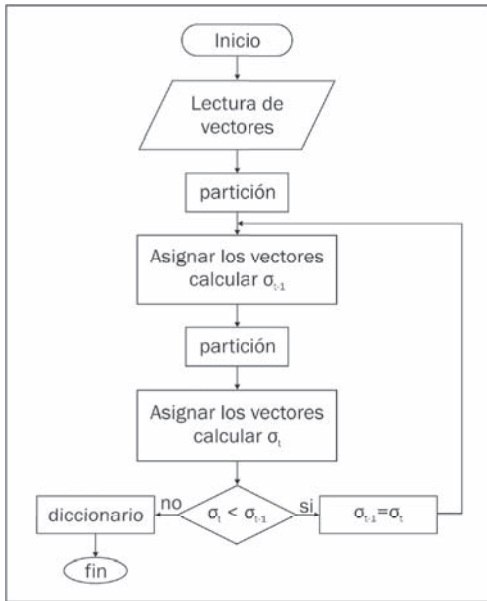 Inicio
Lectura de
vectores
partición
Asignar los vectores
calcular σt-1
partición
Asignar los vectores
calcular σt
diccionario
no
σt < σt-1
si
σt-1=σt
fin